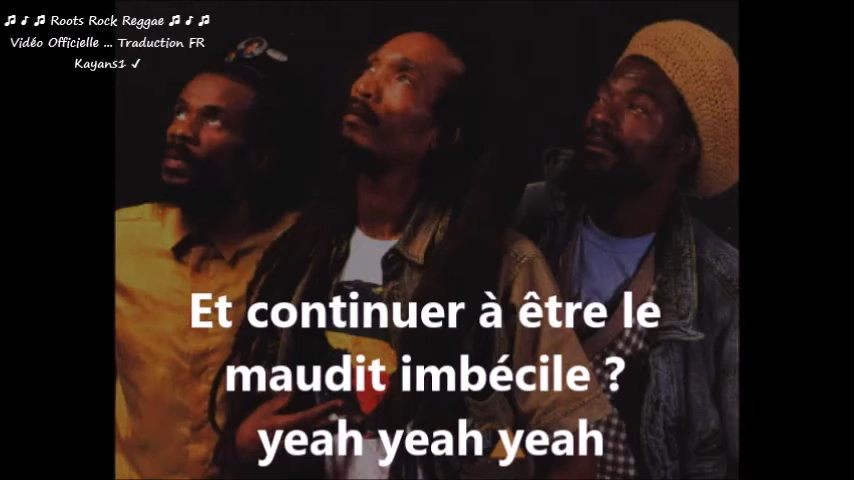 ♫ ♪ ♫ Roots Rock Reggae ♫ ♪ ♫
Vidéo Officielle ... Traduction FR
Kayans1 ✓
Et continuer à être le
maudit imbécile ?
yeah yeah yeah